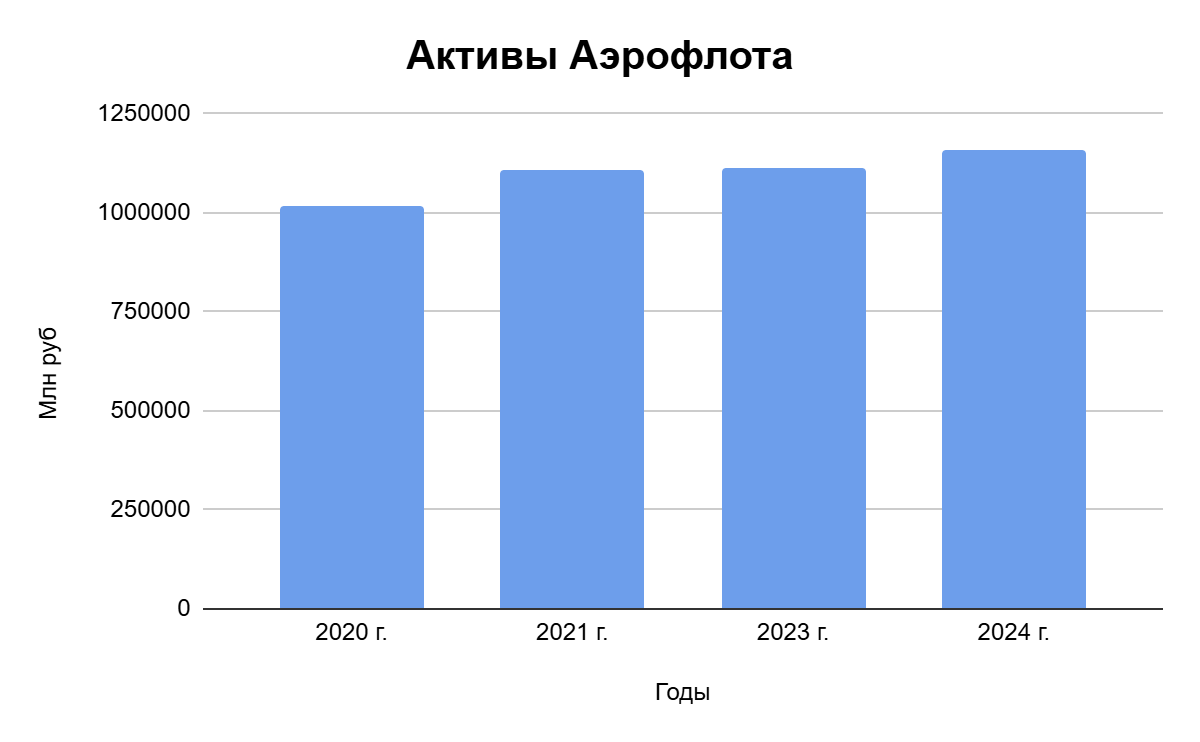 Активы Аэрофлота
Млн руб
1250000
1000000
750000
500000
250000
0
2020 г.
2021 г.
2023 г.
2024 г.
Годы